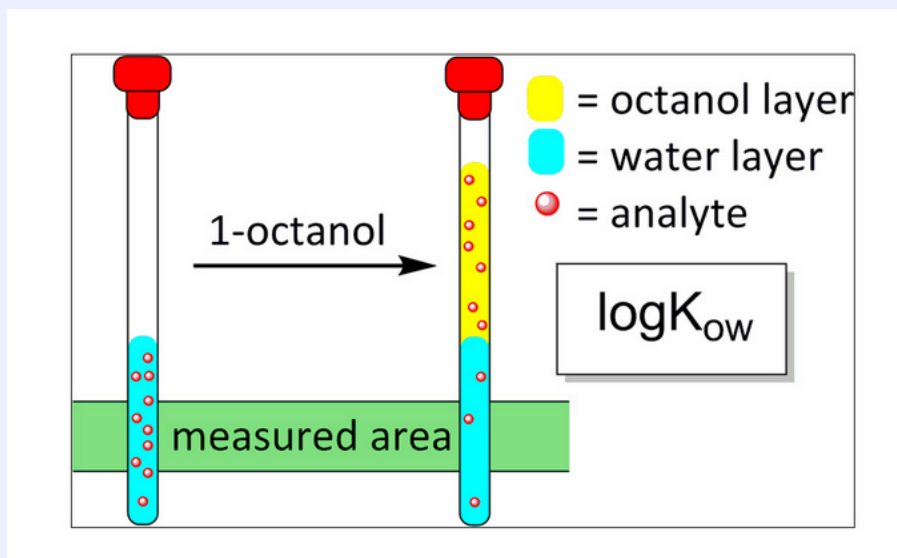 = octanol layer
= water layer
= analyte
1-octanol
logKow
measured area